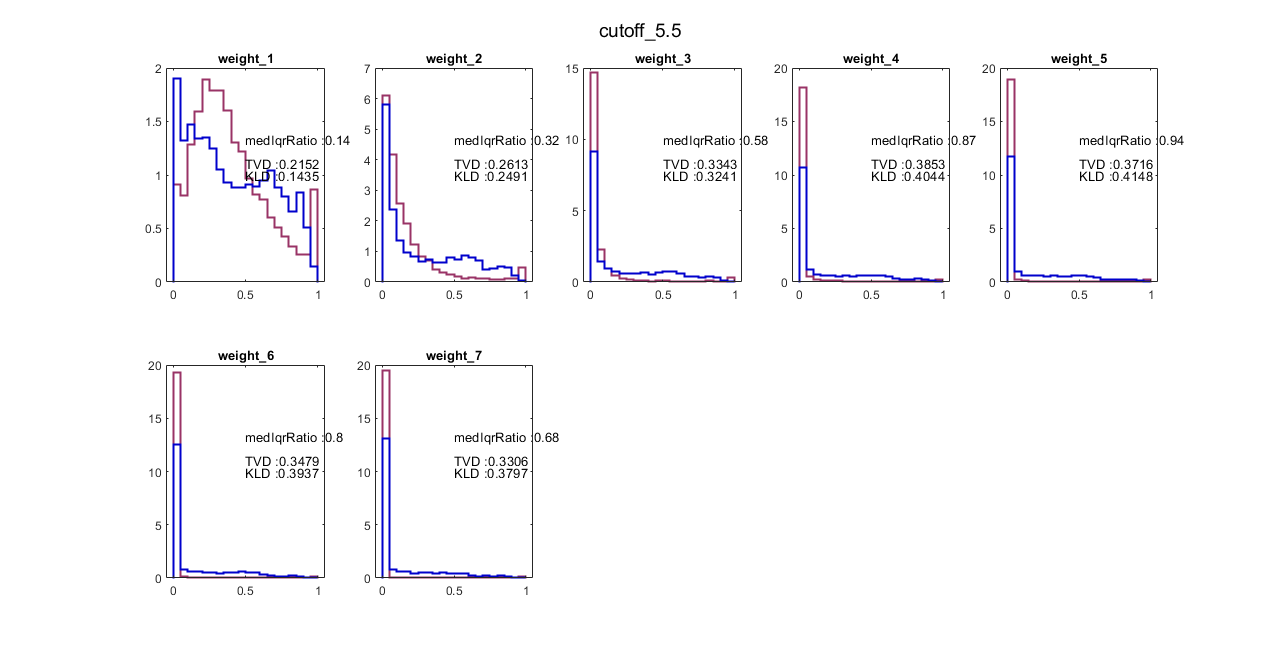 cutoff_5.5
weight_1
2
1.5
1
0.5
0
0
0.5
1
medIqrRatio :0.14
TVD :0.2152
KLD :0.1435
weight_2
7
6
5
4
3
2
1
0
0
0.5
1
medIqrRatio :0.32
TVD :0.2613
KLD :0.2491
weight_3
15
10
5
0
0
0.5
1
medIqrRatio :0.58
TVD :0.3343
KLD :0.3241
weight_4
20
15
10
5
0
0
0.5
1
medIqrRatio :0.87
TVD :0.3853
KLD :0.4044
weight_5
20
15
10
5
0
0
0.5
1
medIqrRatio :0.94
TVD :0.3716
KLD :0.4148
weight_6
20
15
10
5
0
0
0.5
1
medIqrRatio :0.8
TVD :0.3479
KLD :0.3937
weight_7
20
15
10
5
0
0
0.5
1
medIqrRatio :0.68
TVD :0.3306
KLD :0.3797